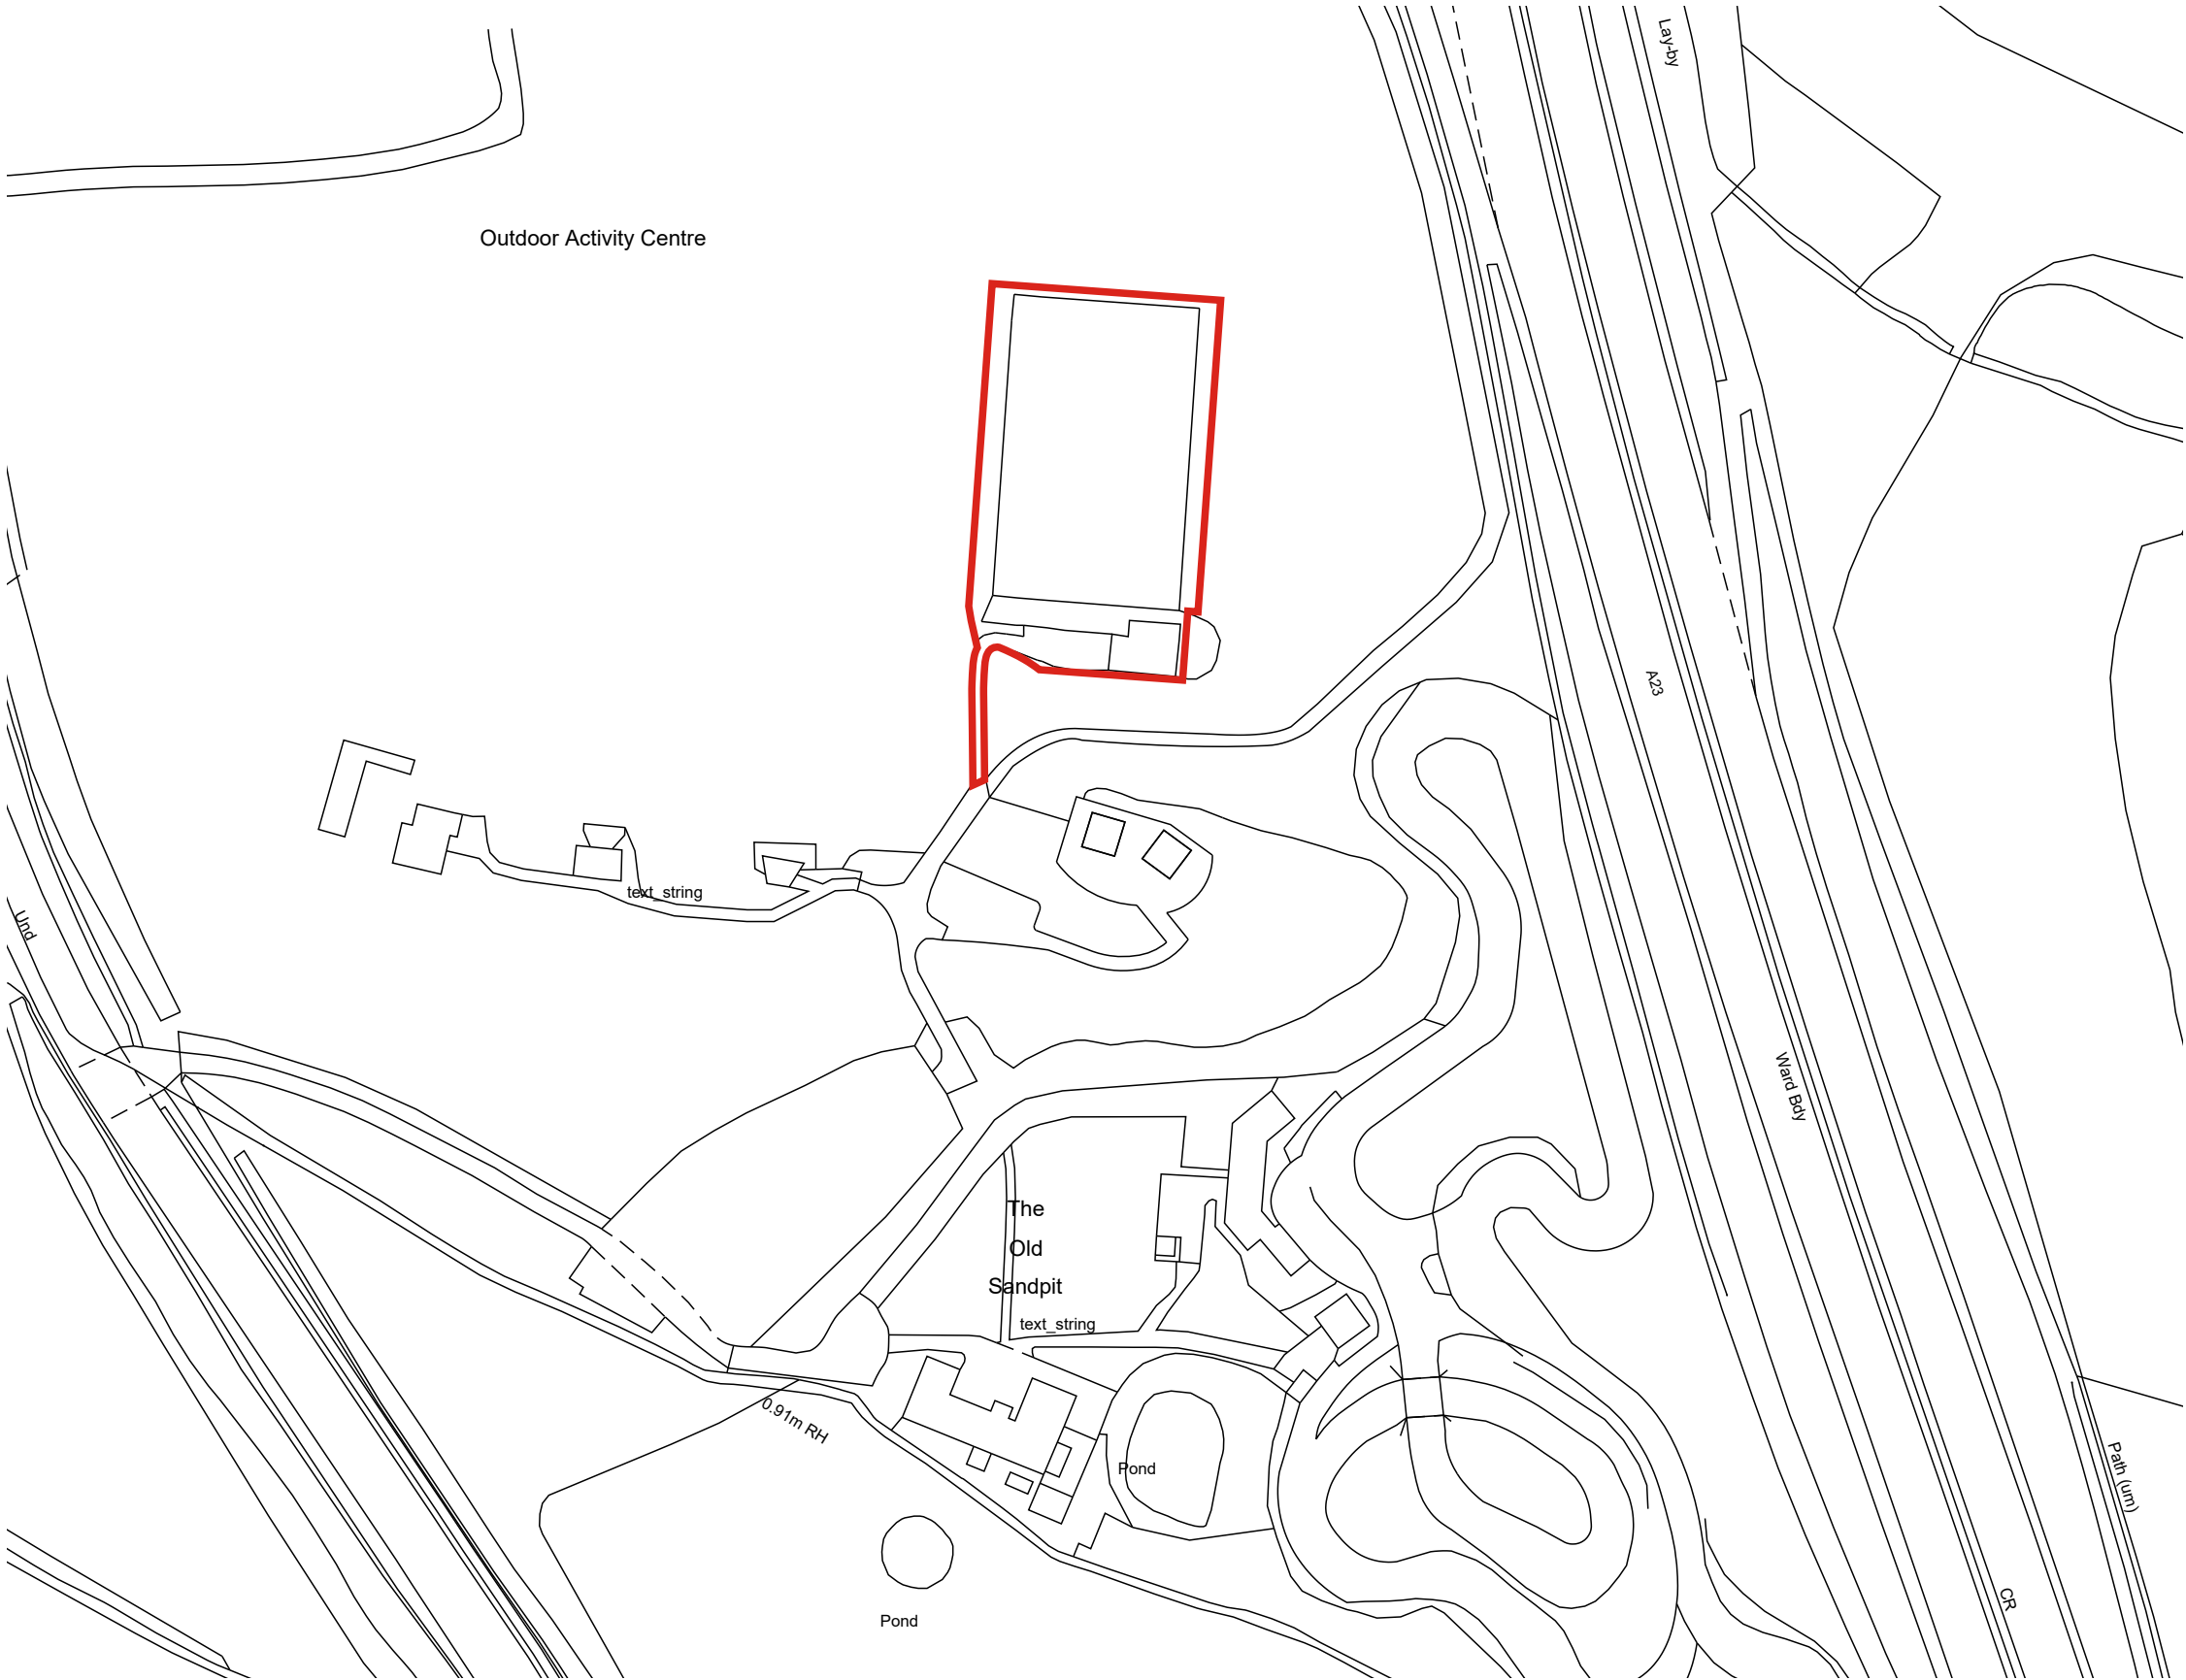 Lay-by
Outdoor Activity Centre
A23
text_string
Und
Ward Bdy
The
Old
Sandpit
text_string
0.91m RH
Pond
Path (um)
CR
Pond